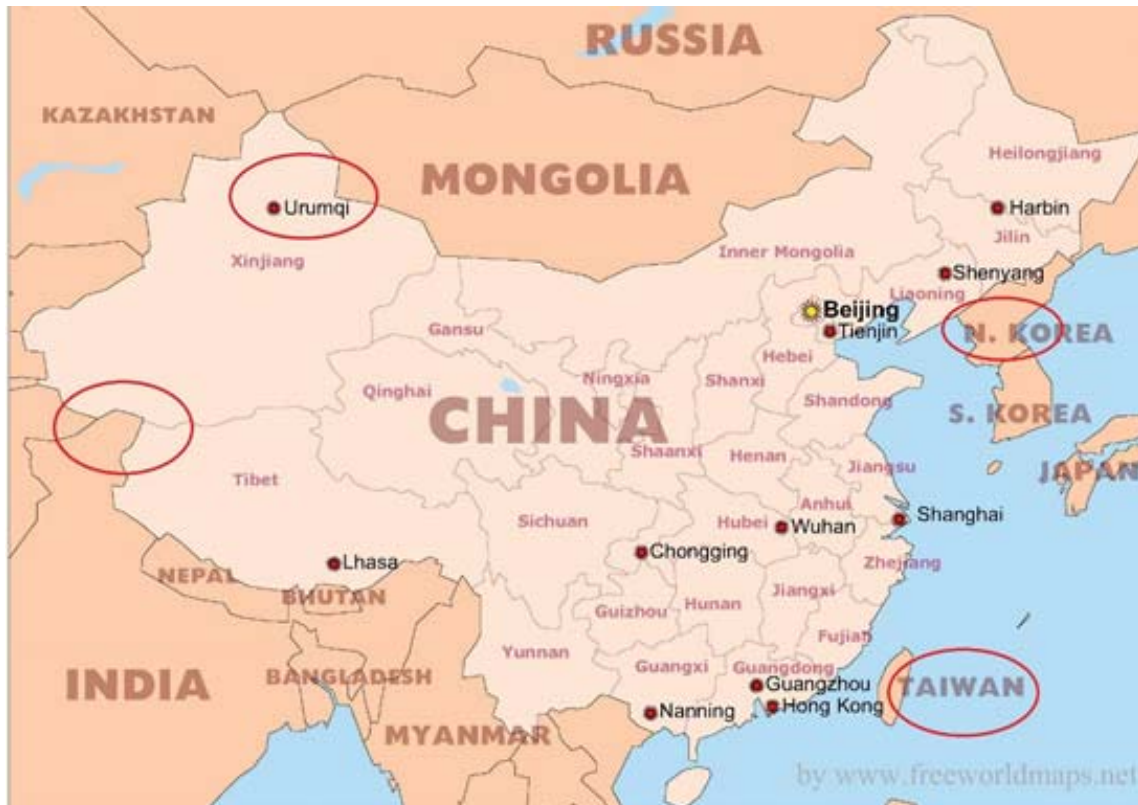 RUSSIA
KAZAKHSTAN
MONGOLIA
Heilongjiang
Urumqi
Harbin
Jilin
Xinjiang
Inner Mongolia
Shenyang
Liaoning
Beijing
Tienjin
N. KOREA
Gansu
Hebei
Qinghai
Ningxia
Shanxi
Shandong
CHINA
S. KOREA
Shaanxi
Henan
Jiangsu
JAPAN
Tibet
Anhui
Sichuan
Hubei
Wuhan
Shanghai
Chongging
Lhasa
Zhejiang
NEPAL
BHUTAN
Jiangxi
Guizhou
Hunan
Fujian
Yunnan
Guangxi
Guangdong
BANGLADESH
INDIA
Guangzhou
TAIWAN
Nanning
Hong Kong
MYANMAR
by www.freeworldmaps.net